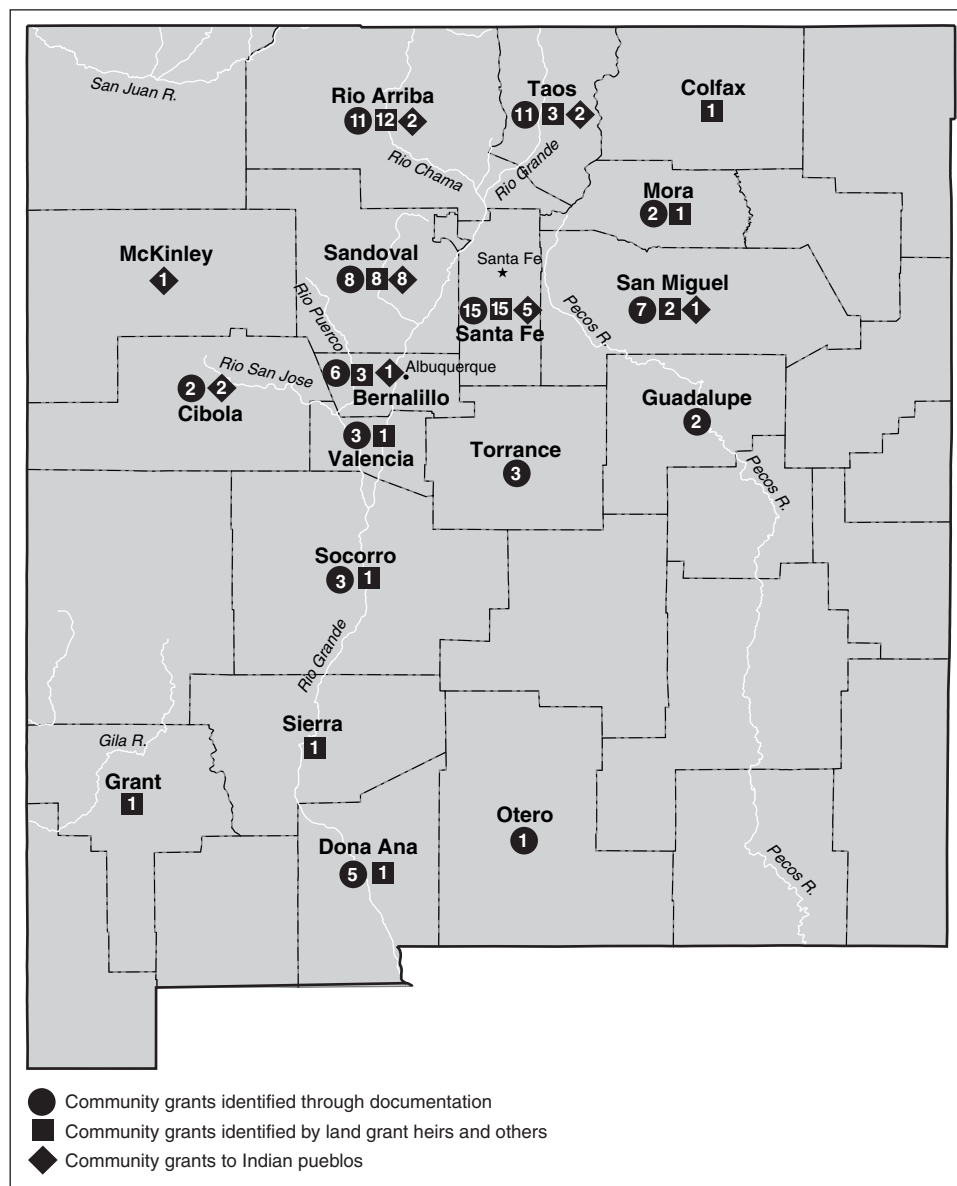 San Juan R.
Rio Arriba
11 12 2
Taos
11 3 2
Colfax
1
Rio Chama
Rio Grande
Mora
2 1
McKinley
1
Sandoval
8 8 8
Santa Fe
15 15 5
Santa Fe
San Miguel
7 2 1
Rio Puerco
Pecos R.
Rio San Jose
2 2
Cibola
6 3 1
Albuquerque
Bernalillo
Guadalupe
2
3 1
Valencia
Torrance
3
Pecos R.
Socorro
3 1
Rio Grande
Sierra
1
Gila R.
Grant
1
Otero
1
Dona Ana
5 1
Pecos R.
Community grants identified through documentation
Community grants identified by land grant heirs and others
Community grants to Indian pueblos